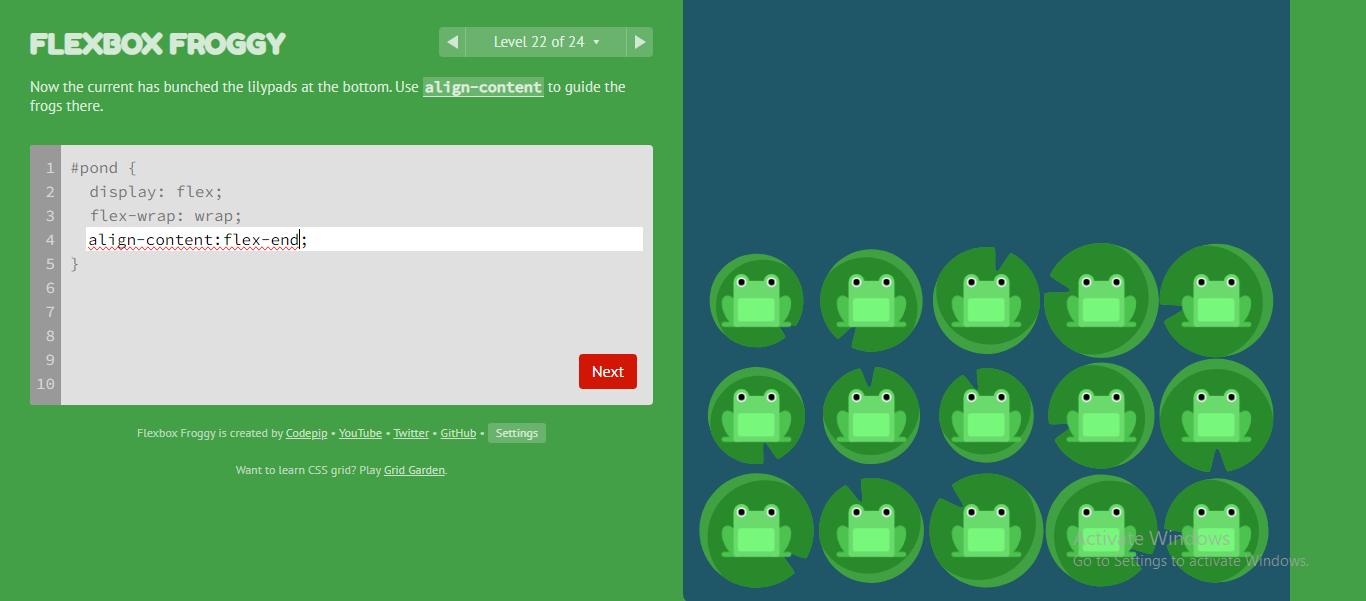 FLEXBOX FROGGY
Level 22 of 24
Now the current has bunched the lilypads at the bottom. Use align-content to guide the
frogs there.
1 #pond {
2 display: flex;
3 flex-wrap: wrap;
4 align-content:flex-end;
5 }
6
7
8
9
10
Next
Flexbox Froggy is created by Codepip • YouTube • Twitter • GitHub • Settings
Want to learn CSS grid? Play Grid Garden.
Activate Windows
Go to Settings to activate Windows.